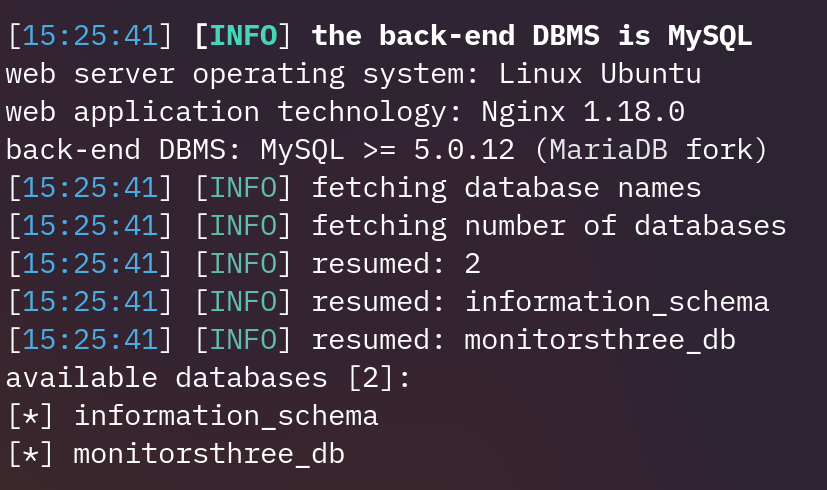 [15:25:41] [INFO] the back-end DBMS is MySQL
web server operating system: Linux Ubuntu
web application technology: Nginx 1.18.0
back-end DBMS: MySQL >= 5.0.12 (MariaDB fork)
[15:25:41] [INFO] fetching database names
[15:25:41] [INFO] fetching number of databases
[15:25:41] [INFO] resumed: 2
[15:25:41] [INFO] resumed: information_schema
[15:25:41] [INFO] resumed: monitorsthree_db
available databases [2]:
[*] information_schema
[*] monitorsthree_db